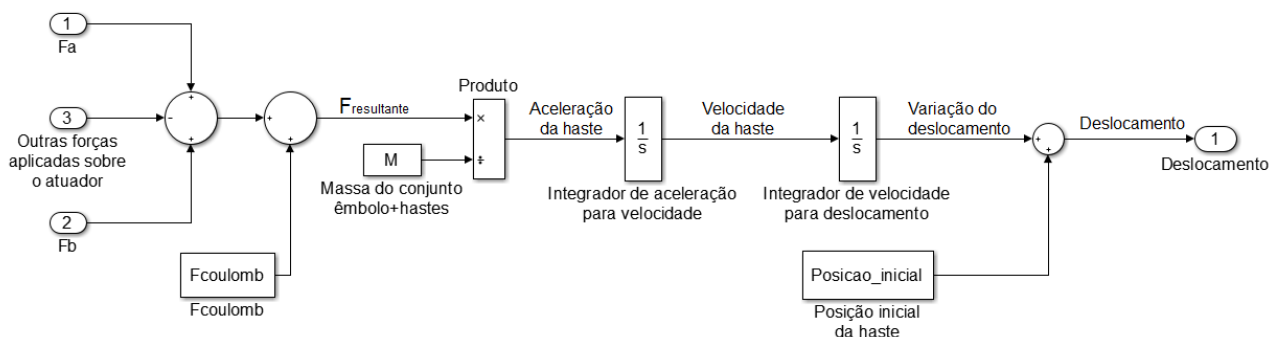 1
Fa
3
Outras forças
aplicadas sobre
o atuador
2
Fb
+
-
+
Fcoulomb
Fcoulomb
+
+
Fresultante
M
Massa do conjunto
êmbolo+hastes
Produto
×
÷
Aceleração
da haste
1
s
Integrador de aceleração
para velocidade
Velocidade
da haste
1
s
Integrador de velocidade
para deslocamento
Variação do
deslocamento
+
+
Posicao_inicial
Posição inicial
da haste
Deslocamento
1
Deslocamento